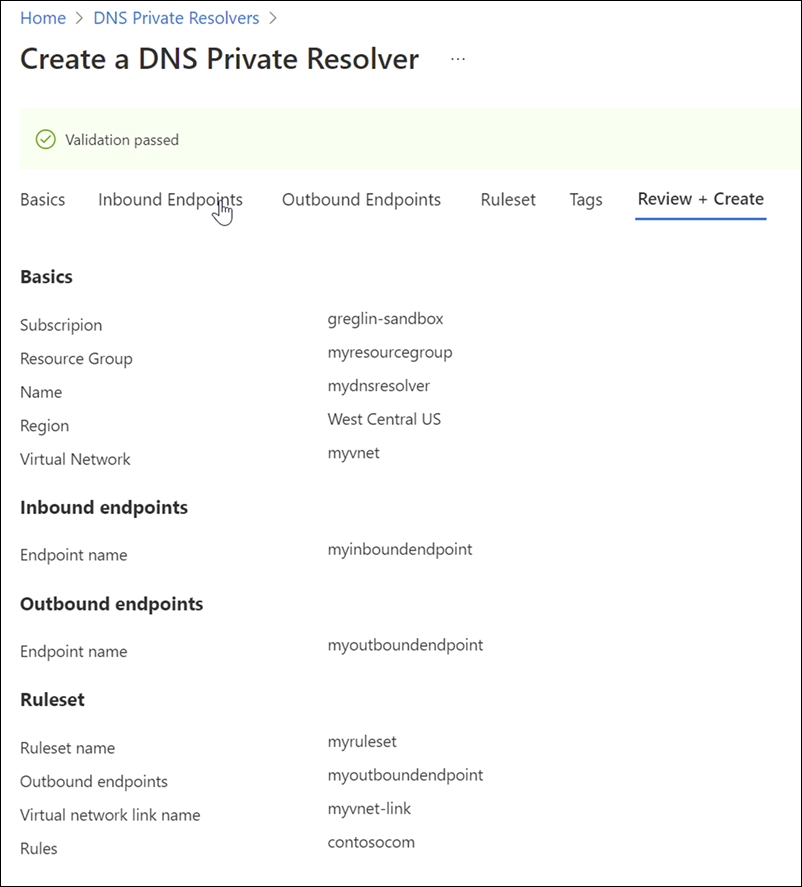 Home > DNS Private Resolvers >
Create a DNS Private Resolver ...
Validation passed
Basics Inbound Endpoints Outbound Endpoints Ruleset Tags Review + Create
Basics
Subscripion greglin-sandbox
Resource Group myresourcegroup
Name mydnsresolver
Region West Central US
Virtual Network myvnet
Inbound endpoints
Endpoint name myinboundendpoint
Outbound endpoints
Endpoint name myoutboundendpoint
Ruleset
Ruleset name myruleset
Outbound endpoints myoutboundendpoint
Virtual network link name myvnet-link
Rules contosocom